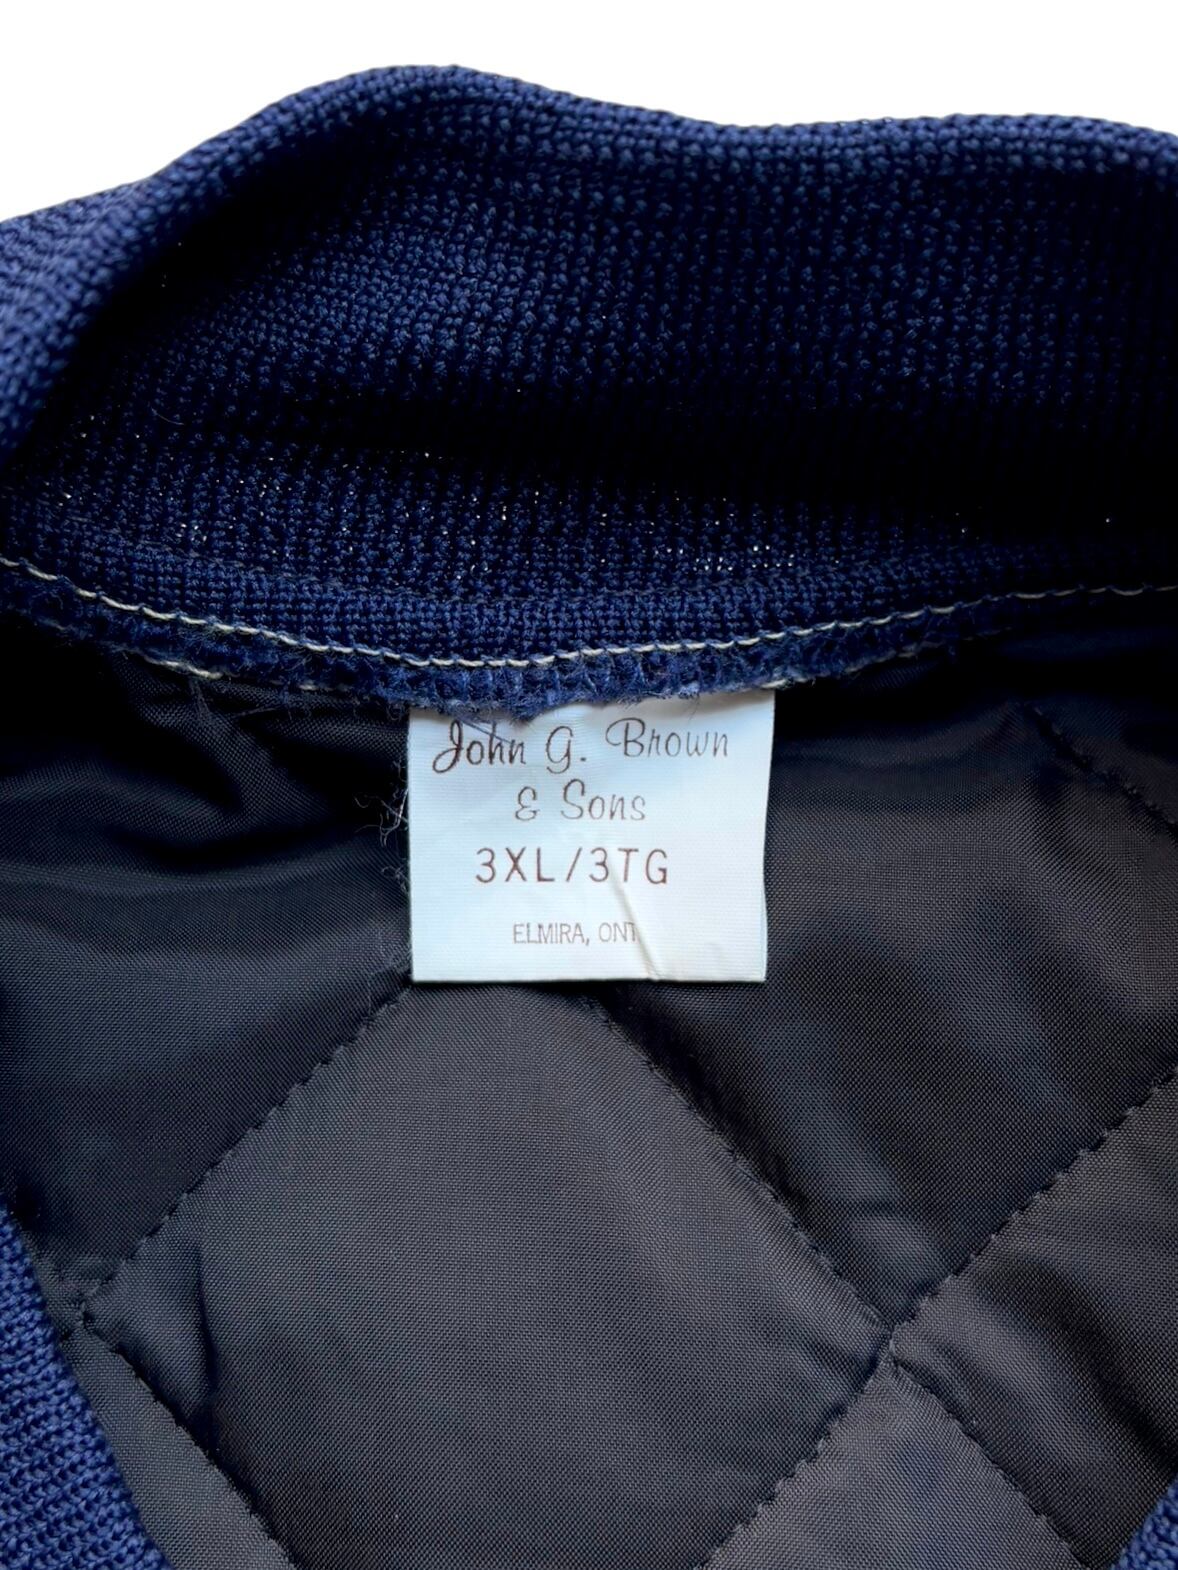 John G. Brown
& Sons
3XL/3TG
ELMIRA, ONT